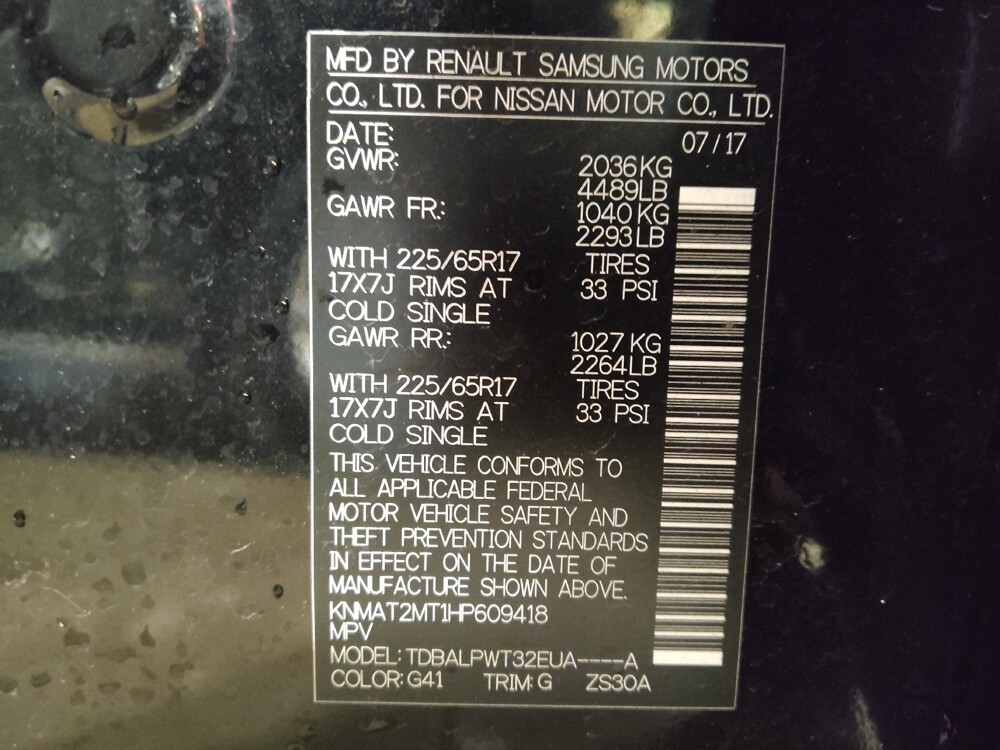 MFD BY RENAULT SAMSUNG MOTORS
CO., LTD. FOR NISSAN MOTOR CO., LTD.
DATE: 07/17
GVWR: 2036KG
4489LB
GAWR FR.: 1040KG
2293LB
WITH 225/65R17 TIRES
17X7J RIMS AT 33 PSI
COLD SINGLE
GAWR RR.: 1027 KG
2264LB
WITH 225/65R17 TIRES
17X7J RIMS AT 33 PSI
COLD SINGLE
THIS VEHICLE CONFORMS TO
ALL APPLICABLE FEDERAL
MOTOR VEHICLE SAFETY AND
THEFT PREVENTION STANDARDS
IN EFFECT ON THE DATE OF
MANUFACTURE SHOWN ABOVE.
KNMAT2MT1HP609418
MPV
MODEL: TDBALPWT32EUA----A
COLOR: G41 TRIM: G ZS30A